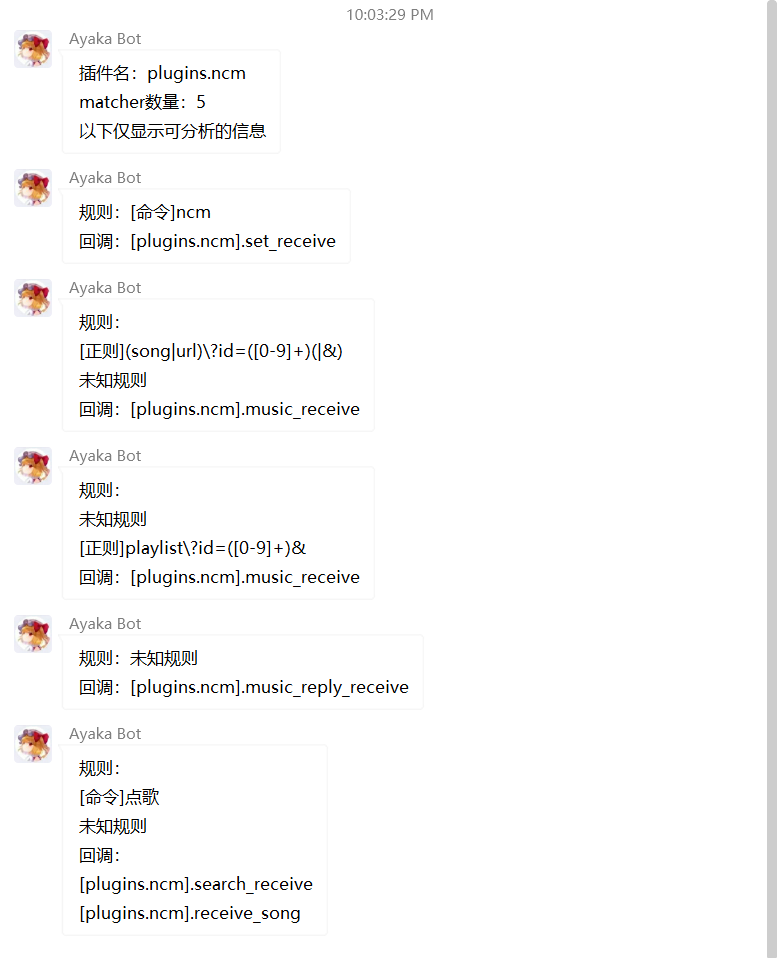 10:03:29 PM
Ayaka Bot
插件名：plugins.ncm
matcher数量：5
以下仅显示可分析的信息
Ayaka Bot
规则：[命令]ncm
回调：[plugins.ncm].set_receive
Ayaka Bot
规则：
[正则](song|url)\?id=([0-9]+)(|&)
未知规则
回调：[plugins.ncm].music_receive
Ayaka Bot
规则：
未知规则
[正则]playlist\?id=([0-9]+)&
回调：[plugins.ncm].music_receive
Ayaka Bot
规则：未知规则
回调：[plugins.ncm].music_reply_receive
Ayaka Bot
规则：
[命令]点歌
未知规则
回调：
[plugins.ncm].search_receive
[plugins.ncm].receive_song